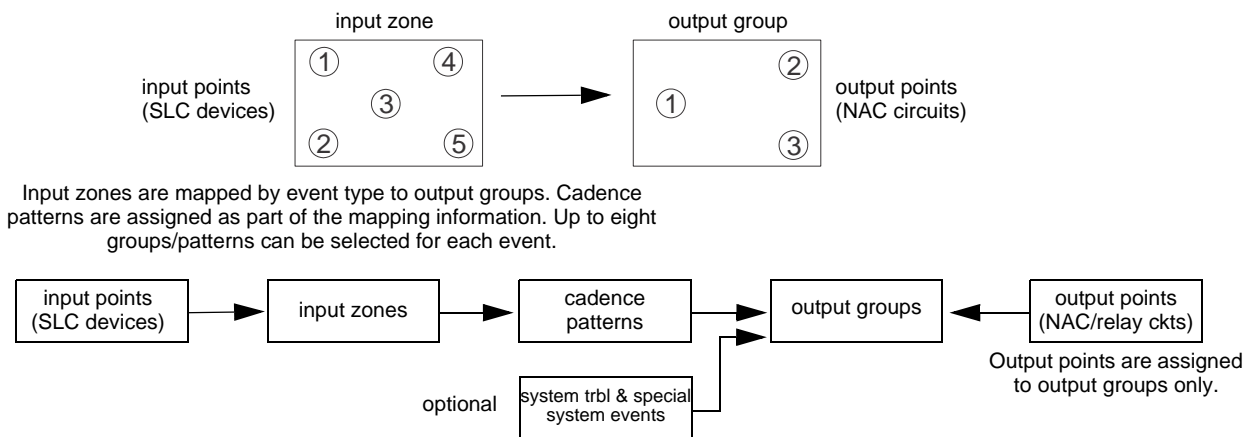 input zone
output group
input points
(SLC devices)
1
4
3
2
5
2
1
3
output points
(NAC circuits)
Input zones are mapped by event type to output groups. Cadence
patterns are assigned as part of the mapping information. Up to eight
groups/patterns can be selected for each event.
input points
(SLC devices)
input zones
cadence
patterns
output groups
output points
(NAC/relay ckts)
Output points are assigned
to output groups only.
optional
system trbl & special
system events